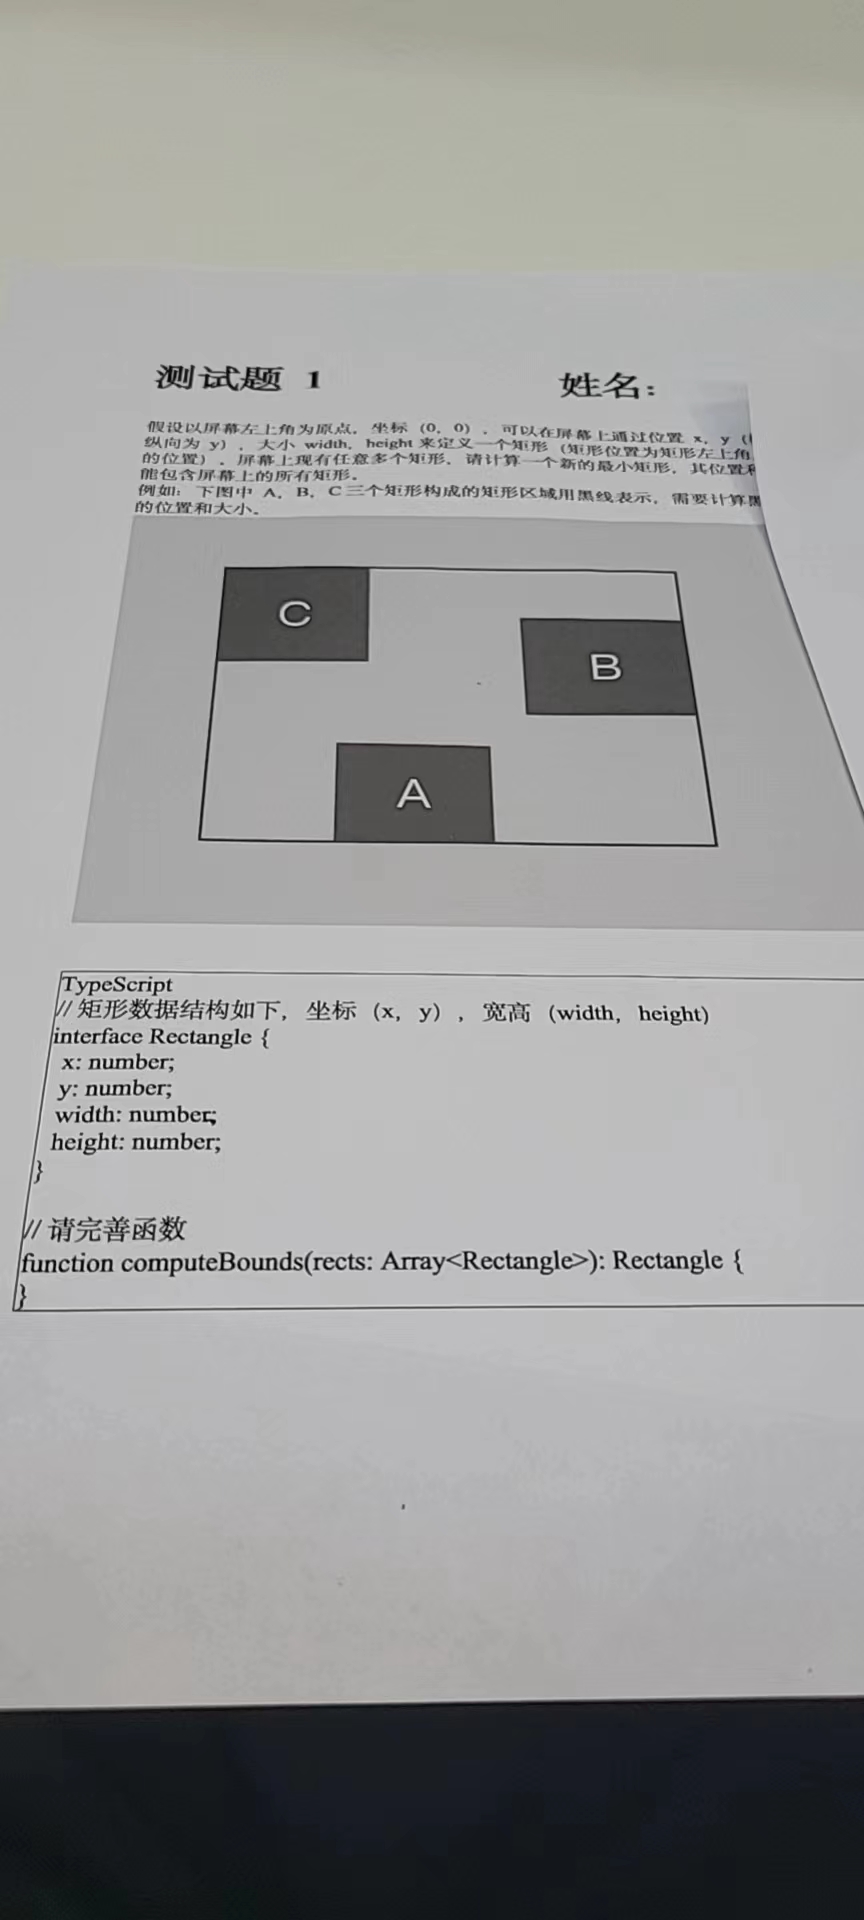 测试题 1 姓名:
假设以屏幕左上角为原点，坐标（0，0），可以在屏幕上通过位置 x，y（
纵向为 y），大小 width，height 来定义一个矩形（矩形位置为矩形左上角
的位置）。屏幕上现有任意多个矩形，请计算一个新的最小矩形，其位置
能包含屏幕上的所有矩形。
例如：下图中 A，B，C 三个矩形构成的矩形区域用黑线表示，需要计算黑
的位置和大小。
C
B
A
TypeScript
// 矩形数据结构如下，坐标（x，y），宽高（width，height）
interface Rectangle {
x: number;
y: number;
width: number;
height: number;
}
// 请完善函数
function computeBounds(rects: Array<Rectangle>): Rectangle {
}